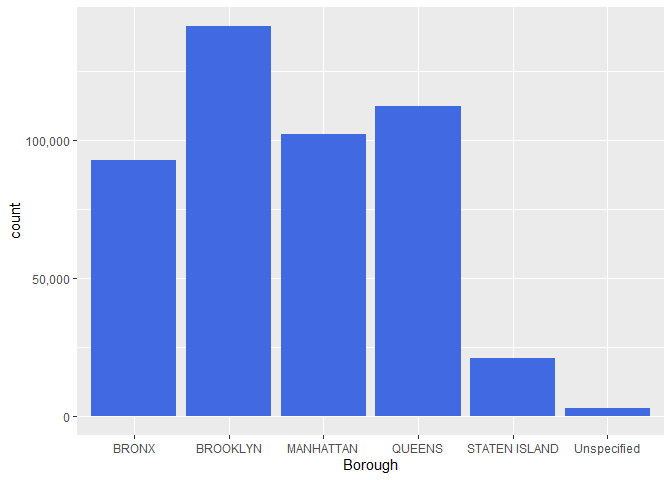 100,000
50,000
0
count
BRONX BROOKLYN MANHATTAN QUEENS STATEN ISLAND Unspecified
Borough